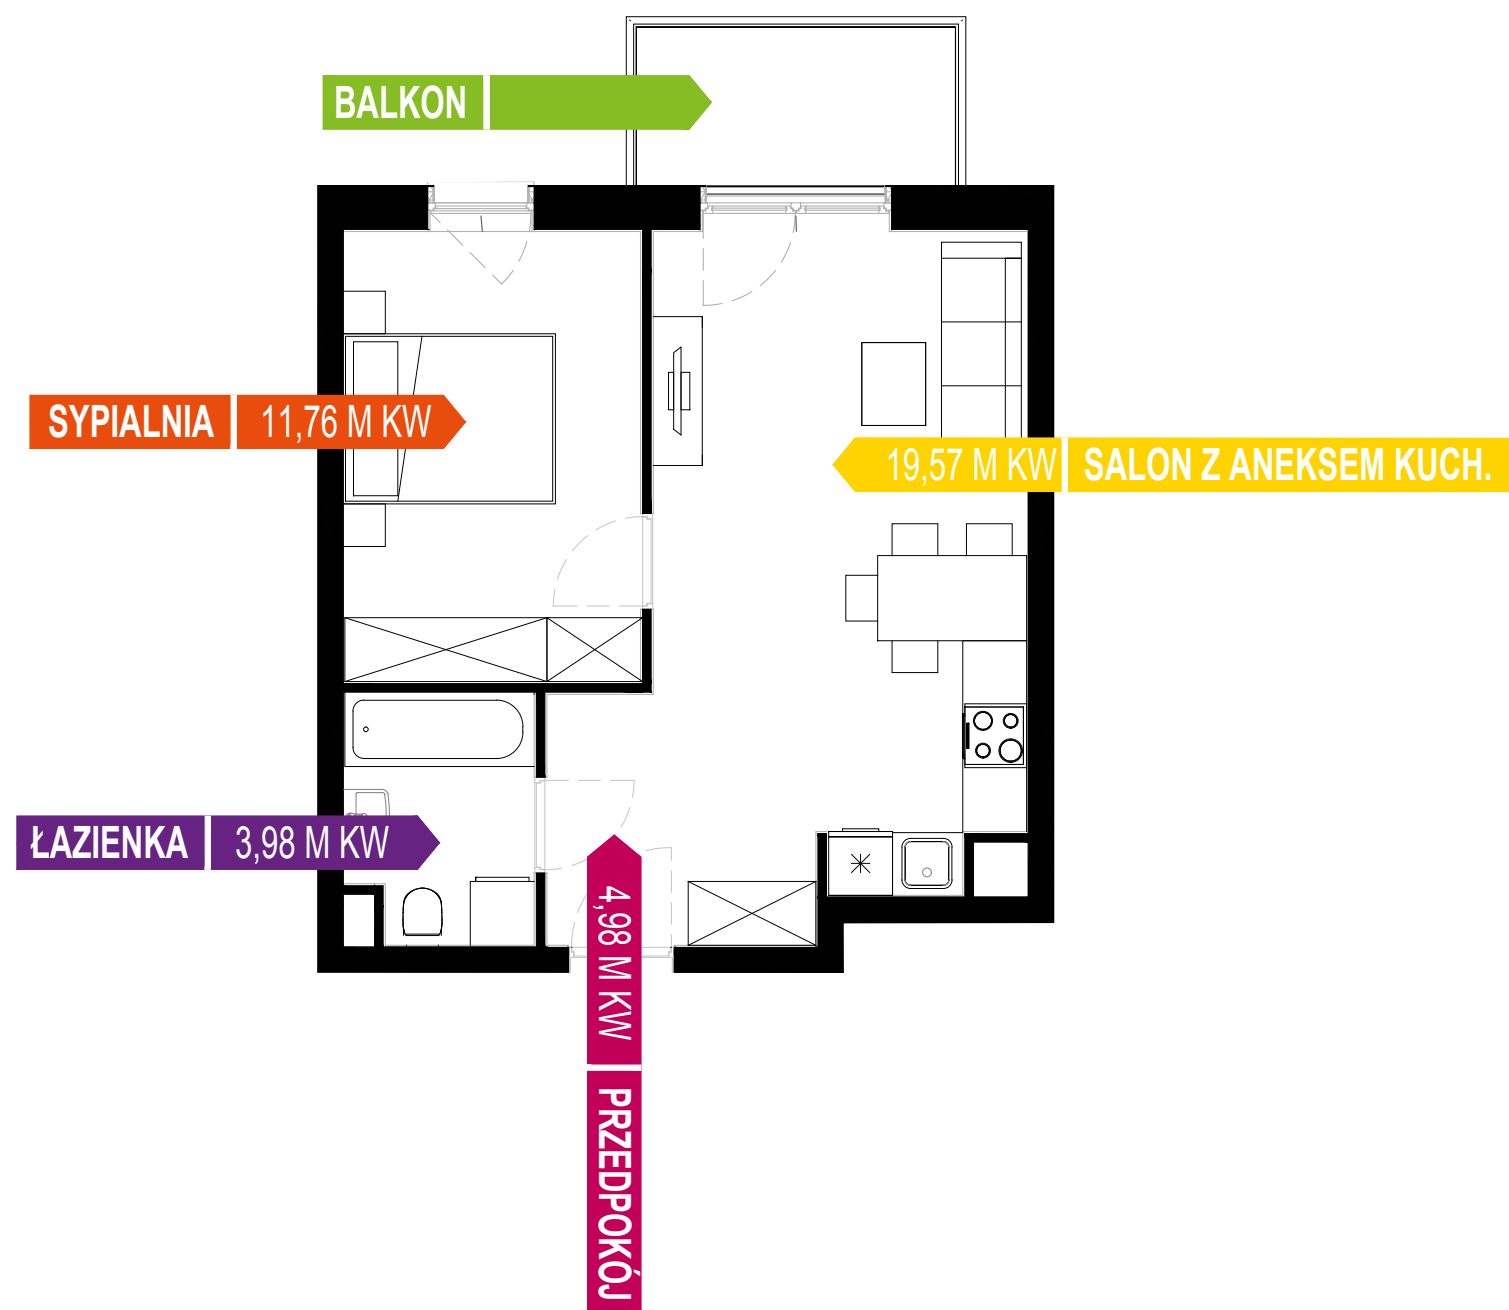 BALKON
SYPIALNIA 11,76 M KW
19,57 M KW SALON Z ANEKSEM KUCH.
ŁAZIENKA 3,98 M KW
4,98 M KW PRZEDPOKÓJ